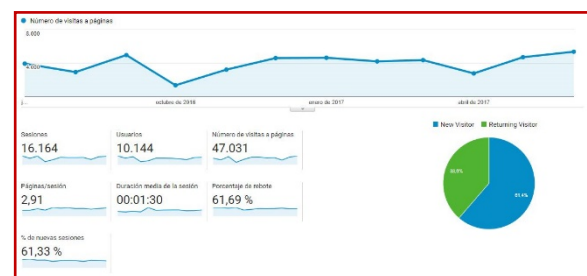 Número de visitas a páginas
8.000
4.000
j...
octubre de 2016
enero de 2017
abril de 2017
New Visitor
Returning Visitor
Sesiones
Usuarios
Número de visitas a páginas
16.164
10.144
47.031
Páginas/sesión
Duración media de la sesión
Porcentaje de rebote
2,91
00:01:30
61,69 %
% de nuevas sesiones
61,33 %